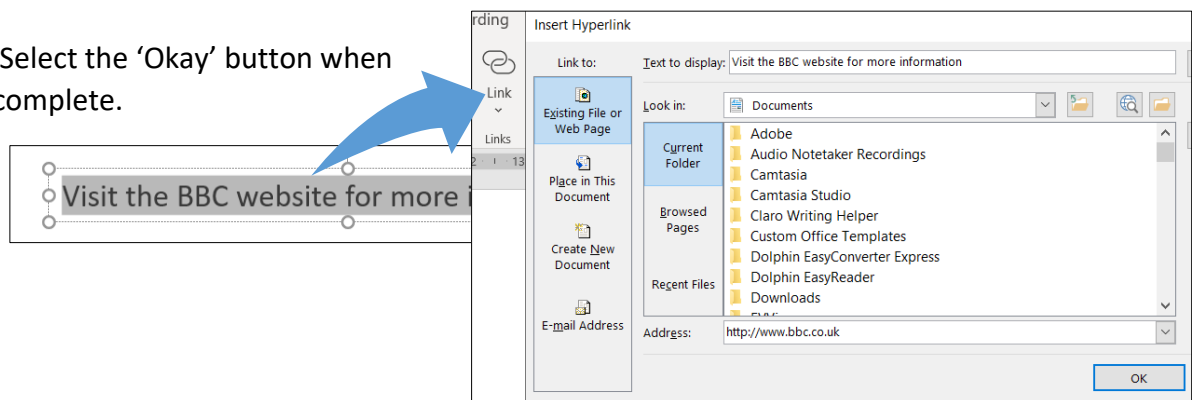 Select the ‘Okay’ button when
complete.
Visit the BBC website for more
Link
Links
13
Insert Hyperlink
Link to:
Existing File or
Web Page
Place in This
Document
Create New
Document
E-mail Address
Text to display: Visit the BBC website for more information
Look in: Documents
Current
Folder
Browsed
Pages
Recent Files
Adobe
Audio Notetaker Recordings
Camtasia
Camtasia Studio
Claro Writing Helper
Custom Office Templates
Dolphin EasyConverter Express
Dolphin EasyReader
Downloads
Address: http://www.bbc.co.uk
OK